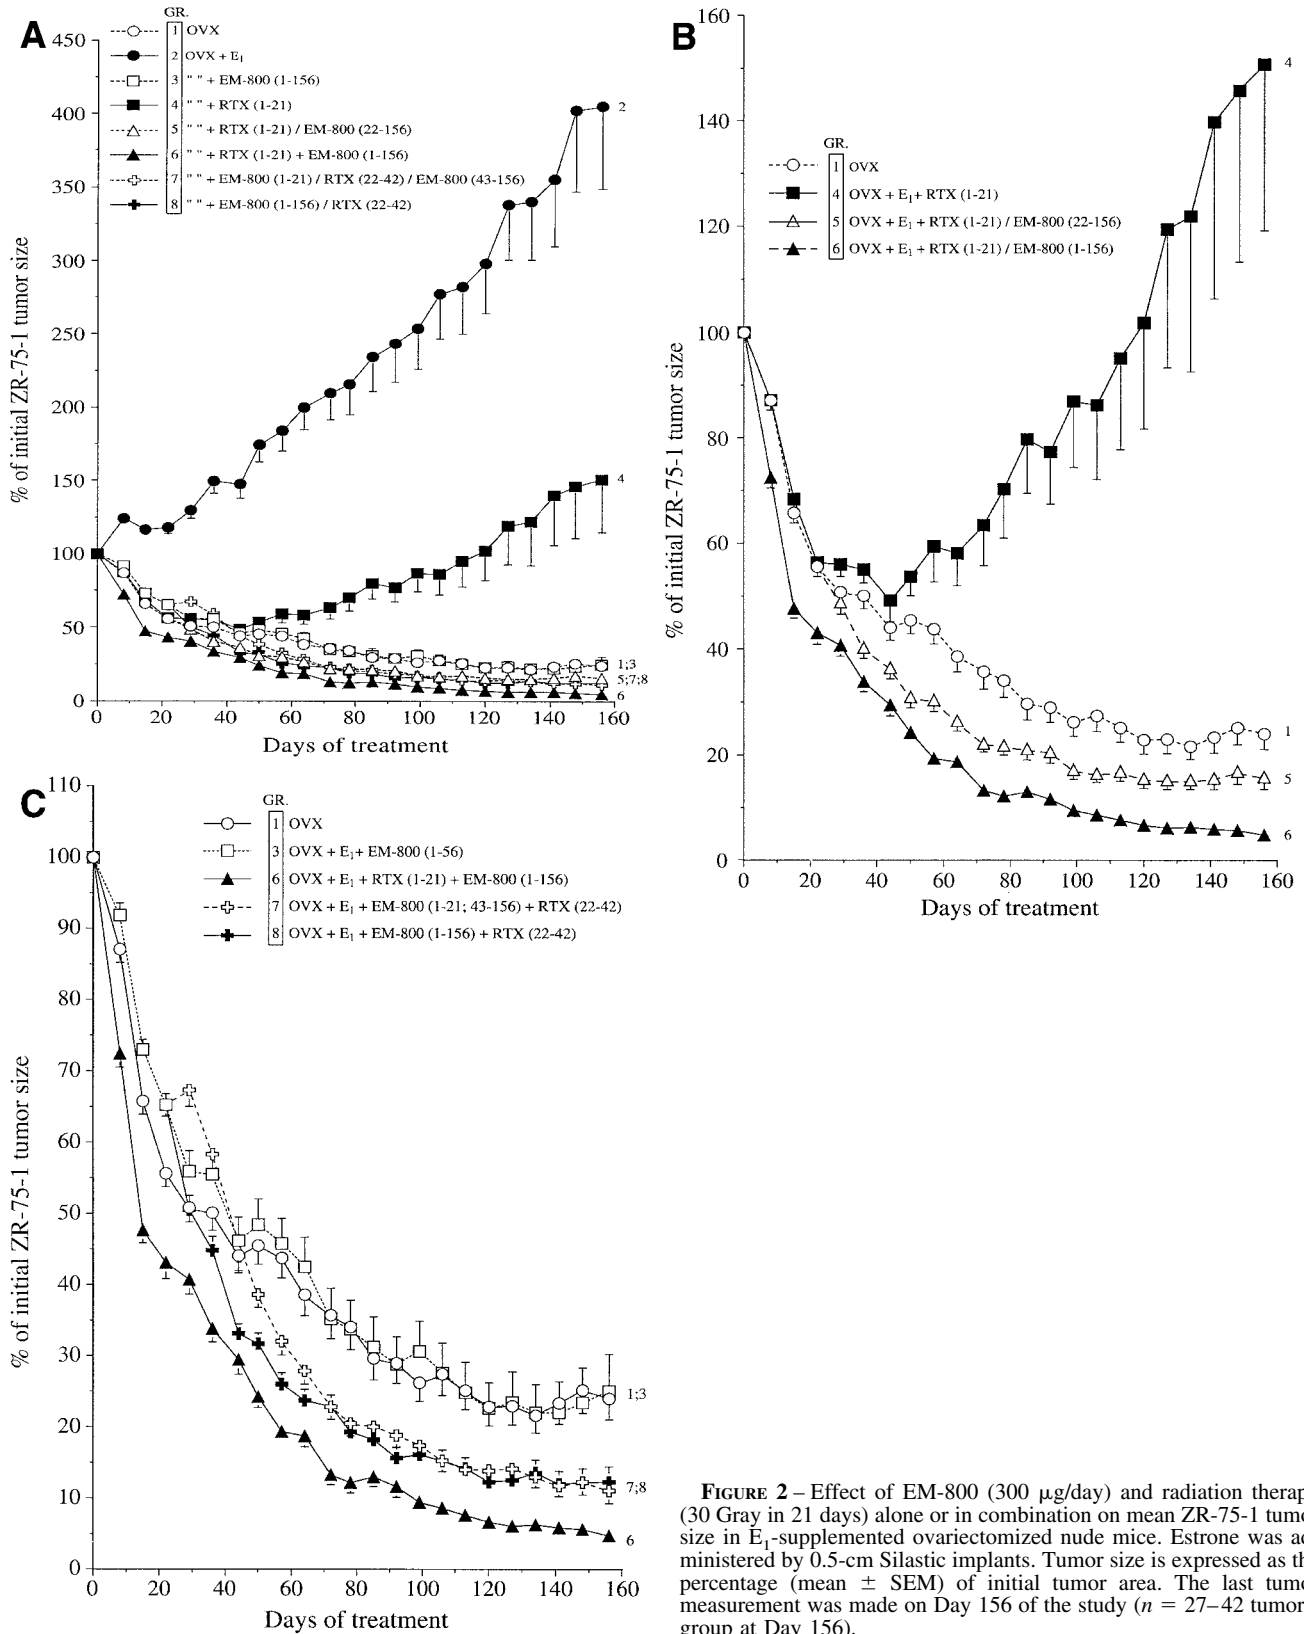 A
GR.
1 OVX
2 OVX + E1
3 " " + EM-800 (1-156)
4 " " + RTX (1-21)
5 " " + RTX (1-21) / EM-800 (22-156)
6 " " + RTX (1-21) + EM-800 (1-156)
7 " " + EM-800 (1-21) / RTX (22-42) / EM-800 (43-156)
8 " " + EM-800 (1-156) / RTX (22-42)
% of initial ZR-75-1 tumor size
450
400
350
300
250
200
150
100
50
0
2
4
1;3
5;7;8
6
0 20 40 60 80 100 120 140 160
Days of treatment
B
GR.
1 OVX
4 OVX + E1 + RTX (1-21)
5 OVX + E1 + RTX (1-21) / EM-800 (22-156)
6 OVX + E1 + RTX (1-21) / EM-800 (1-156)
% of initial ZR-75-1 tumor size
160
140
120
100
80
60
40
20
0
4
1
5
6
0 20 40 60 80 100 120 140 160
Days of treatment
C
GR.
1 OVX
3 OVX + E1 + EM-800 (1-56)
6 OVX + E1 + RTX (1-21) + EM-800 (1-156)
7 OVX + E1 + EM-800 (1-21; 43-156) + RTX (22-42)
8 OVX + E1 + EM-800 (1-156) + RTX (22-42)
% of initial ZR-75-1 tumor size
110
100
90
80
70
60
50
40
30
20
10
0
1;3
7;8
6
0 20 40 60 80 100 120 140 160
Days of treatment
FIGURE 2 – Effect of EM-800 (300 μg/day) and radiation therap
(30 Gray in 21 days) alone or in combination on mean ZR-75-1 tumo
size in E1-supplemented ovariectomized nude mice. Estrone was ad
ministered by 0.5-cm Silastic implants. Tumor size is expressed as th
percentage (mean ± SEM) of initial tumor area. The last tumo
measurement was made on Day 156 of the study (n = 27–42 tumor
group at Day 156).